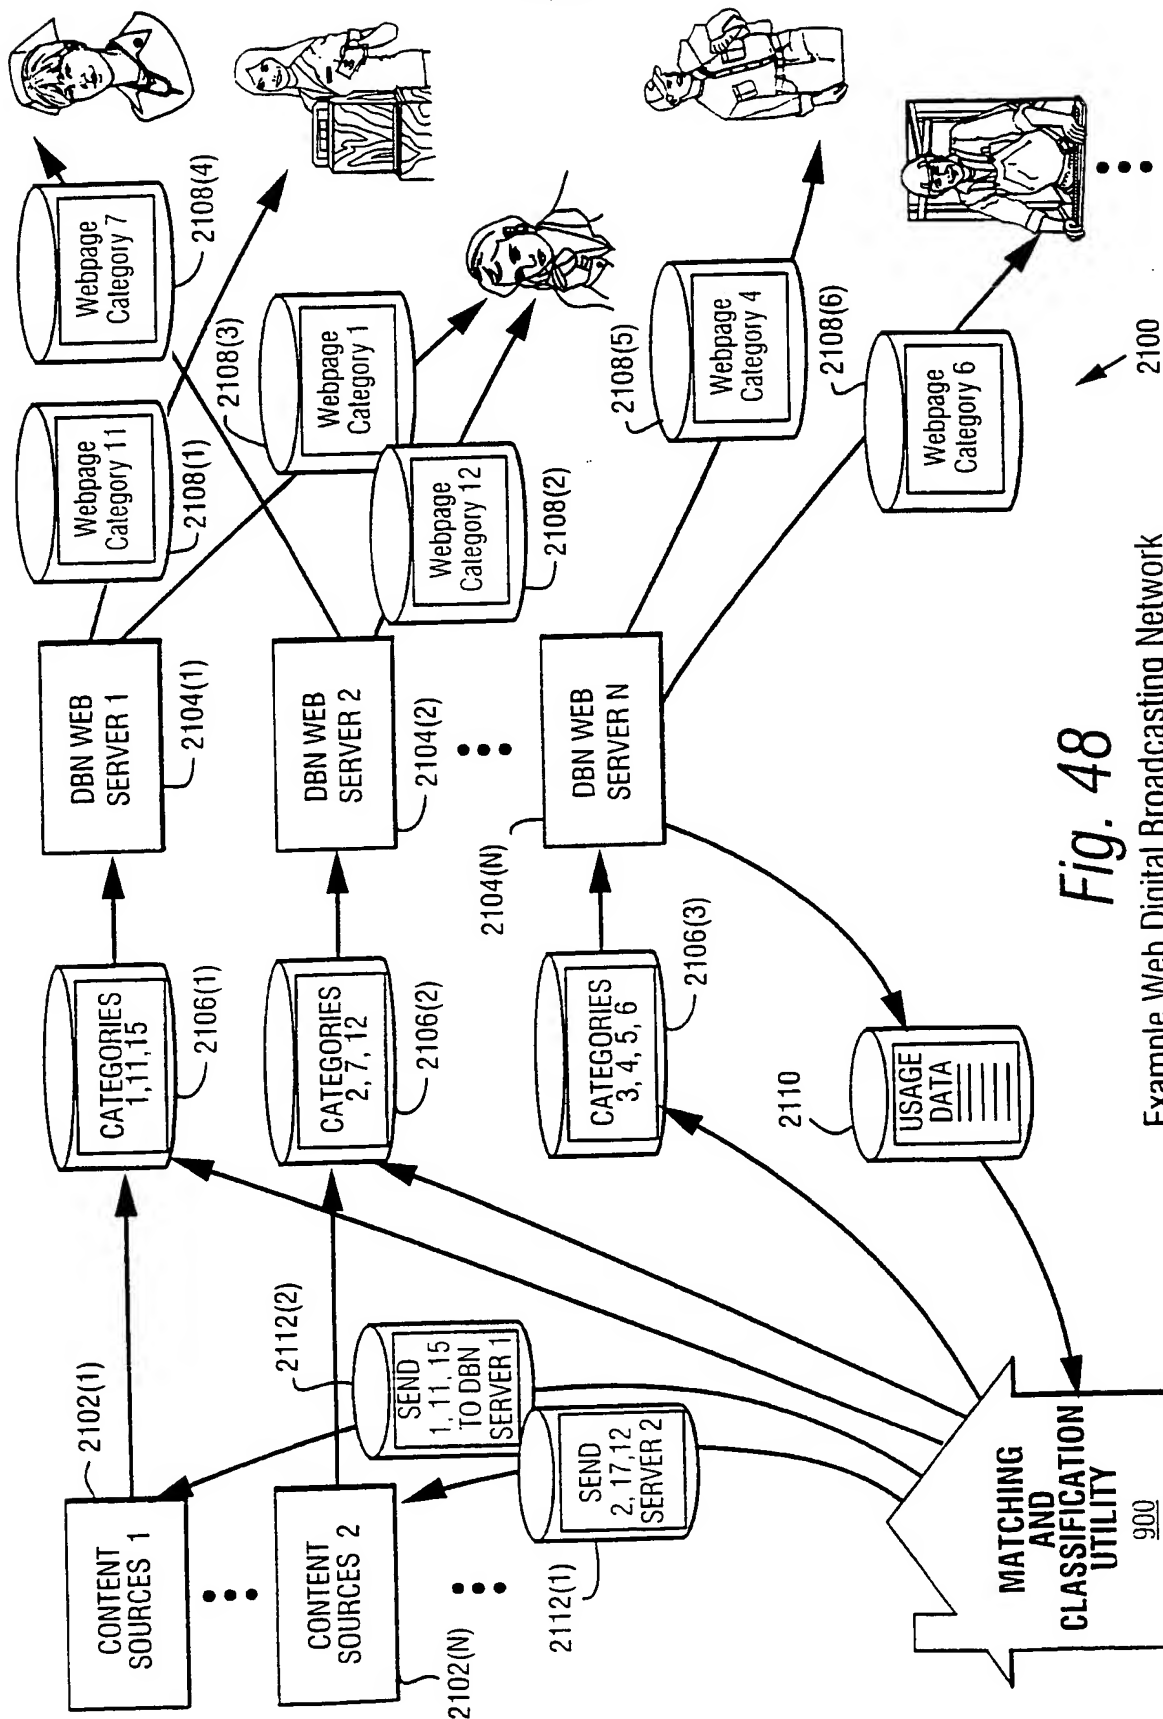 CONTENT
SOURCES 1
2102(1)
CONTENT
SOURCES 2
2102(N)
SEND
1, 11, 15
TO DBN
SERVER 1
2112(2)
SEND
2, 17, 12
SERVER 2
2112(1)
MATCHING
AND
CLASSIFICATION
UTILITY
900
CATEGORIES
1,11,15
2106(1)
CATEGORIES
2, 7, 12
2106(2)
CATEGORIES
3, 4, 5, 6
2106(3)
USAGE
DATA
2110
DBN WEB
SERVER 1
2104(1)
DBN WEB
SERVER 2
2104(2)
DBN WEB
SERVER N
2104(N)
Webpage
Category 11
2108(1)
Webpage
Category 7
2108(4)
Webpage
Category 1
2108(3)
Webpage
Category 12
2108(2)
Webpage
Category 4
2108(5)
Webpage
Category 6
2108(6)
2100
Fig. 48
Example Web Digital Broadcasting Network